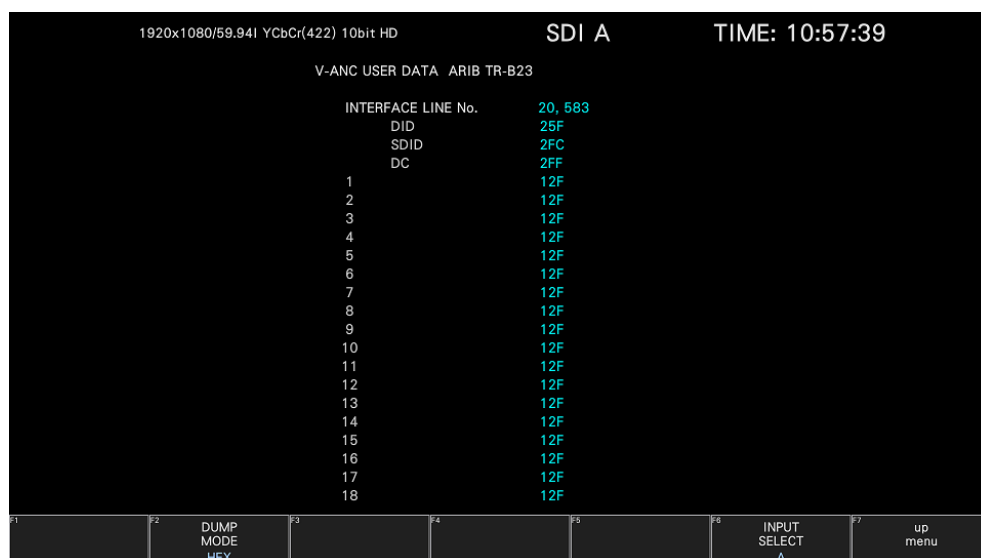 1920x1080/59.94I YCbCr(422) 10bit HD SDI A TIME: 10:57:39
V-ANC USER DATA ARIB TR-B23
INTERFACE LINE No. 20, 583
DID 25F
SDID 2FC
DC 2FF
1 12F
2 12F
3 12F
4 12F
5 12F
6 12F
7 12F
8 12F
9 12F
10 12F
11 12F
12 12F
13 12F
14 12F
15 12F
16 12F
17 12F
18 12F
F1 F2 DUMP MODE HEX F3 F4 F5 F6 INPUT SELECT A F7 up menu